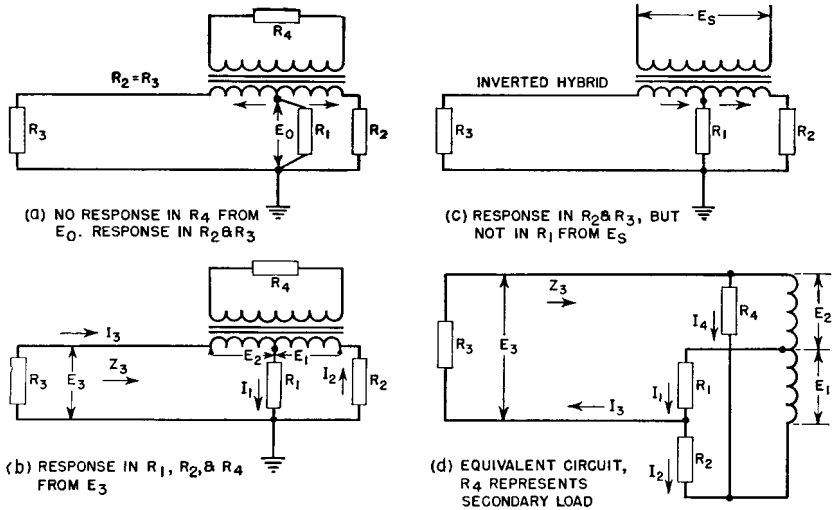 R4
R2 = R3
R3
E0
R1
R2
(a) NO RESPONSE IN R4 FROM
E0. RESPONSE IN R2 & R3
ES
INVERTED HYBRID
R3
R1
R2
(c) RESPONSE IN R2 & R3, BUT
NOT IN R1 FROM ES
R4
I3
E2
E1
R3
E3
Z3
I1
R1
I2
R2
(b) RESPONSE IN R1, R2, & R4
FROM E3
Z3
R3
E3
I4
R4
E2
I1
R1
E1
I3
I2
R2
(d) EQUIVALENT CIRCUIT,
R4 REPRESENTS
SECONDARY LOAD